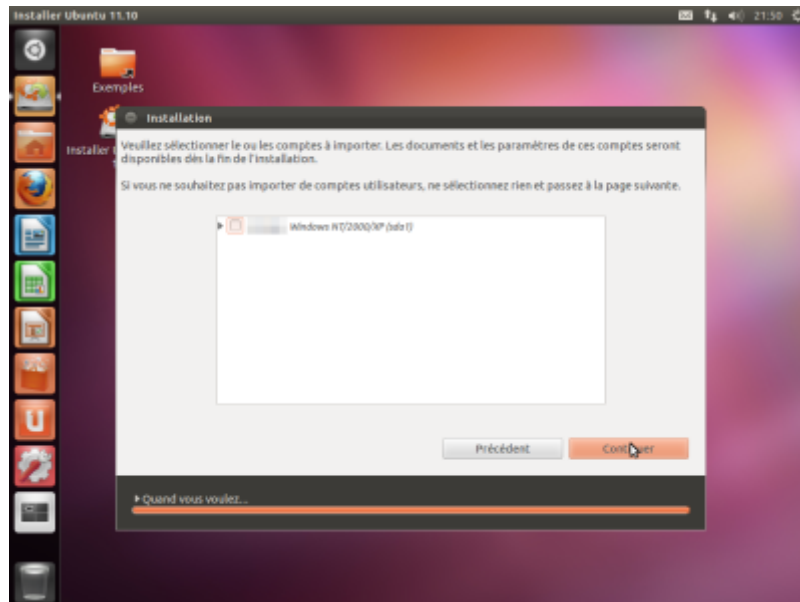 Installer Ubuntu 11.10
21:50
Exemples
Installer
Installation
Veuillez sélectionner le ou les comptes à importer. Les documents et les paramètres de ces comptes seront
disponibles dès la fin de l'installation.
Si vous ne souhaitez pas importer de comptes utilisateurs, ne sélectionnez rien et passez à la page suivante.
Windows NT/2000/XP (sda1)
Précédent
Continuer
Quand vous voulez...